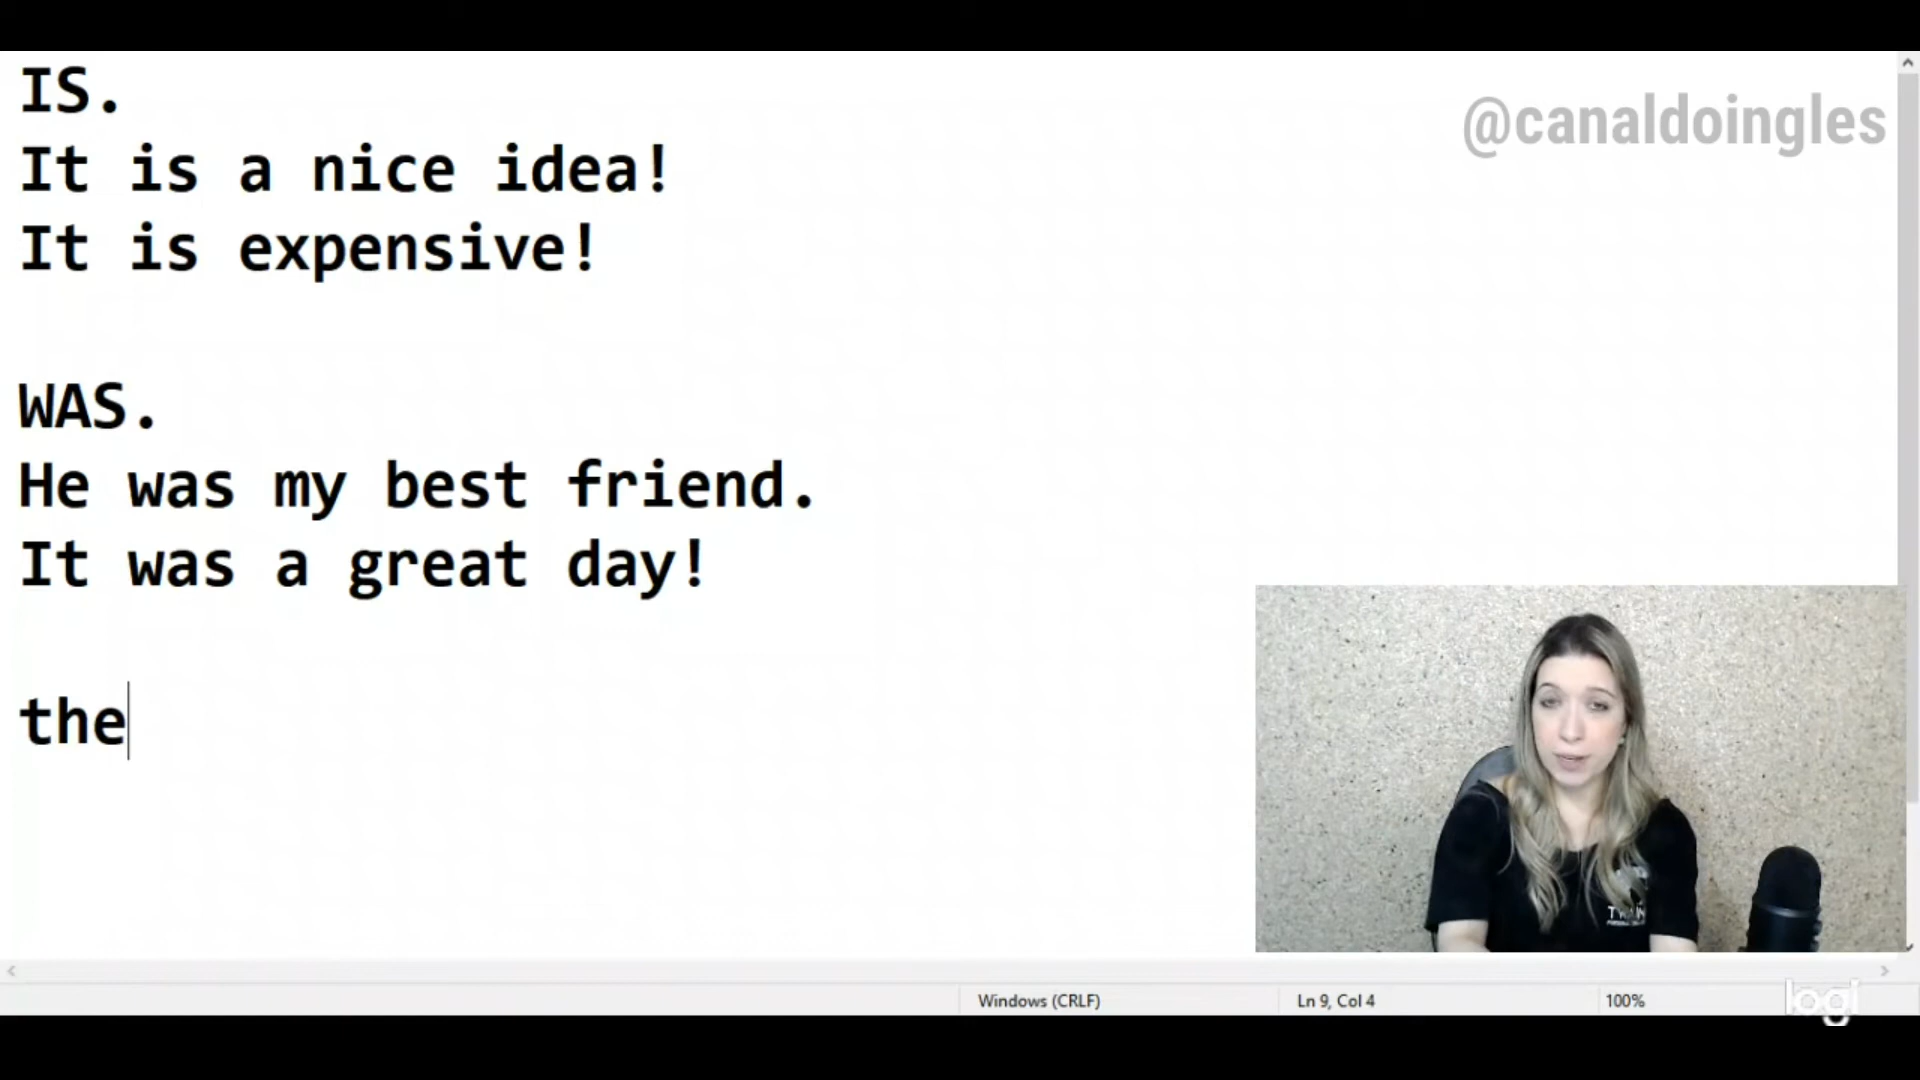 IS.
@canaldoingles
It is a nice idea!
It is expensive!
WAS.
He was my best friend.
It was a great day!
the
Windows (CRLF)
Ln 9, Col 4
100%
logi